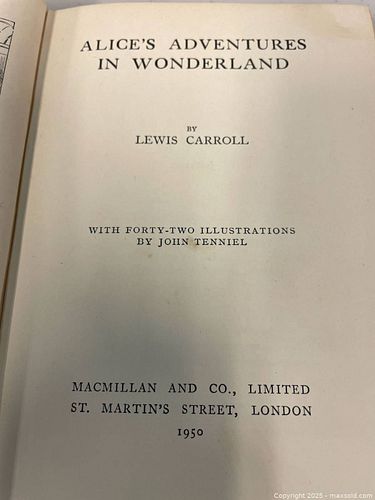 ALICE'S ADVENTURES
IN WONDERLAND
BY
LEWIS CARROLL
WITH FORTY-TWO ILLUSTRATIONS
BY JOHN TENNIEL
MACMILLAN AND CO., LIMITED
ST. MARTIN'S STREET, LONDON
1950
Copyright 2025 - maxsold.com